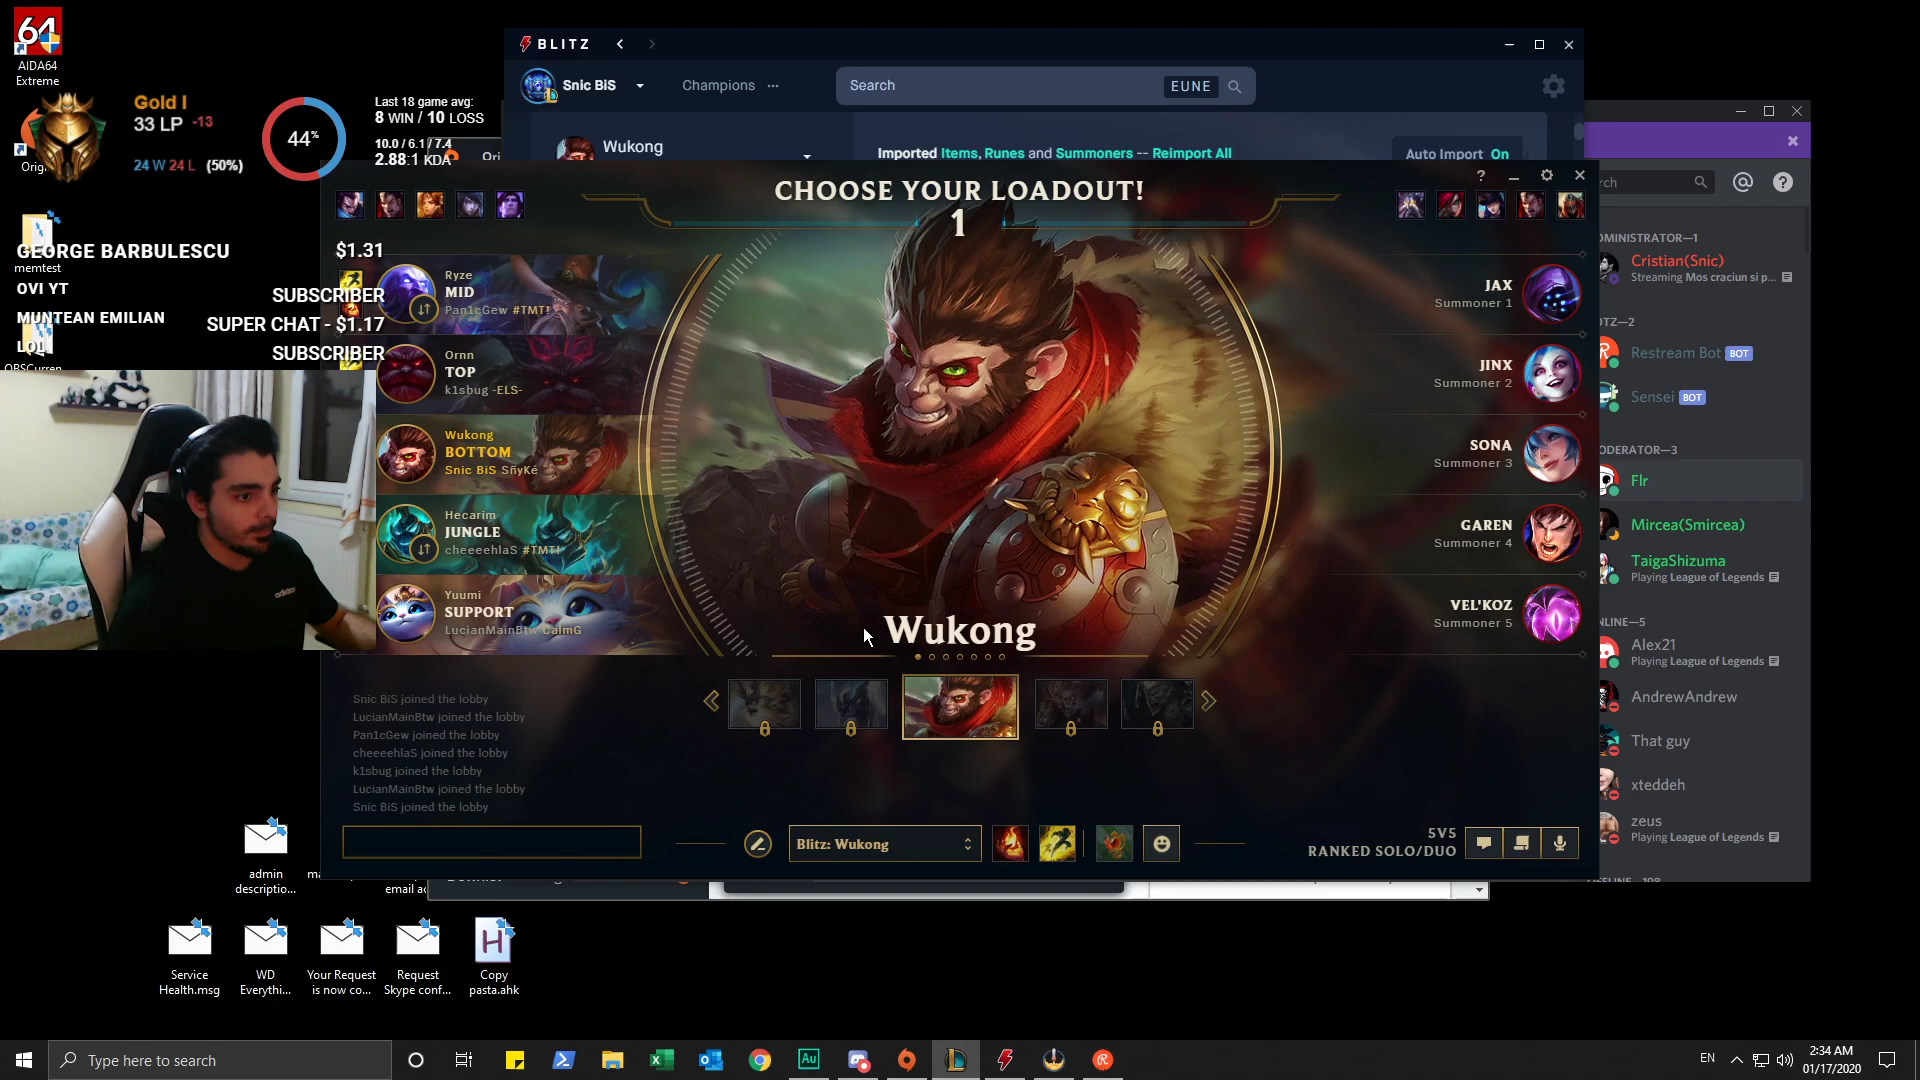 AIDA64
Extreme
64
Gold I
33 LP -13
24 W 24 L (50%)
44%
Last 18 game avg:
8 WIN / 10 LOSS
10.0 / 6.1 / 7.4
2.88:1 KDA
BLITZ
Snic BiS
Champions
Search
EUNE
Wukong
Imported Items, Runes and Summoners -- Reimport All
Auto Import On
CHOOSE YOUR LOADOUT!
1
memtest
GEORGE BARBULESCU
$1.31
OVI YT
SUBSCRIBER
MUNTEAN EMILIAN
SUPER CHAT - $1.17
LOL
SUBSCRIBER
Ryze
MID
Pan1cGew #TMT!
Ornn
TOP
k1sbug -ELS-
Wukong
BOTTOM
Snic BiS SñyKé
Hecarim
JUNGLE
cheeeehlaS #TMT!
Yuumi
SUPPORT
LucianMainBtw CalmG
Wukong
JAX
Summoner 1
JINX
Summoner 2
SONA
Summoner 3
GAREN
Summoner 4
VEL'KOZ
Summoner 5
Cristian(Snic)
Streaming Mos craciun si p...
Restream Bot BOT
Sensei BOT
Flr
Mircea(Smircea)
TaigaShizuma
Playing League of Legends
Alex21
Playing League of Legends
AndrewAndrew
That guy
xteddeh
zeus
Playing League of Legends
Snic BiS joined the lobby
LucianMainBtw joined the lobby
Pan1cGew joined the lobby
cheeeehlaS joined the lobby
k1sbug joined the lobby
LucianMainBtw joined the lobby
Snic BiS joined the lobby
Blitz: Wukong
5V5
RANKED SOLO/DUO
admin
descriptio...
Service
Health.msg
WD
Everythi...
Your Request
is now co...
Request
Skype conf...
Copy
pasta.ahk
Type here to search
EN
2:34 AM
01/17/2020